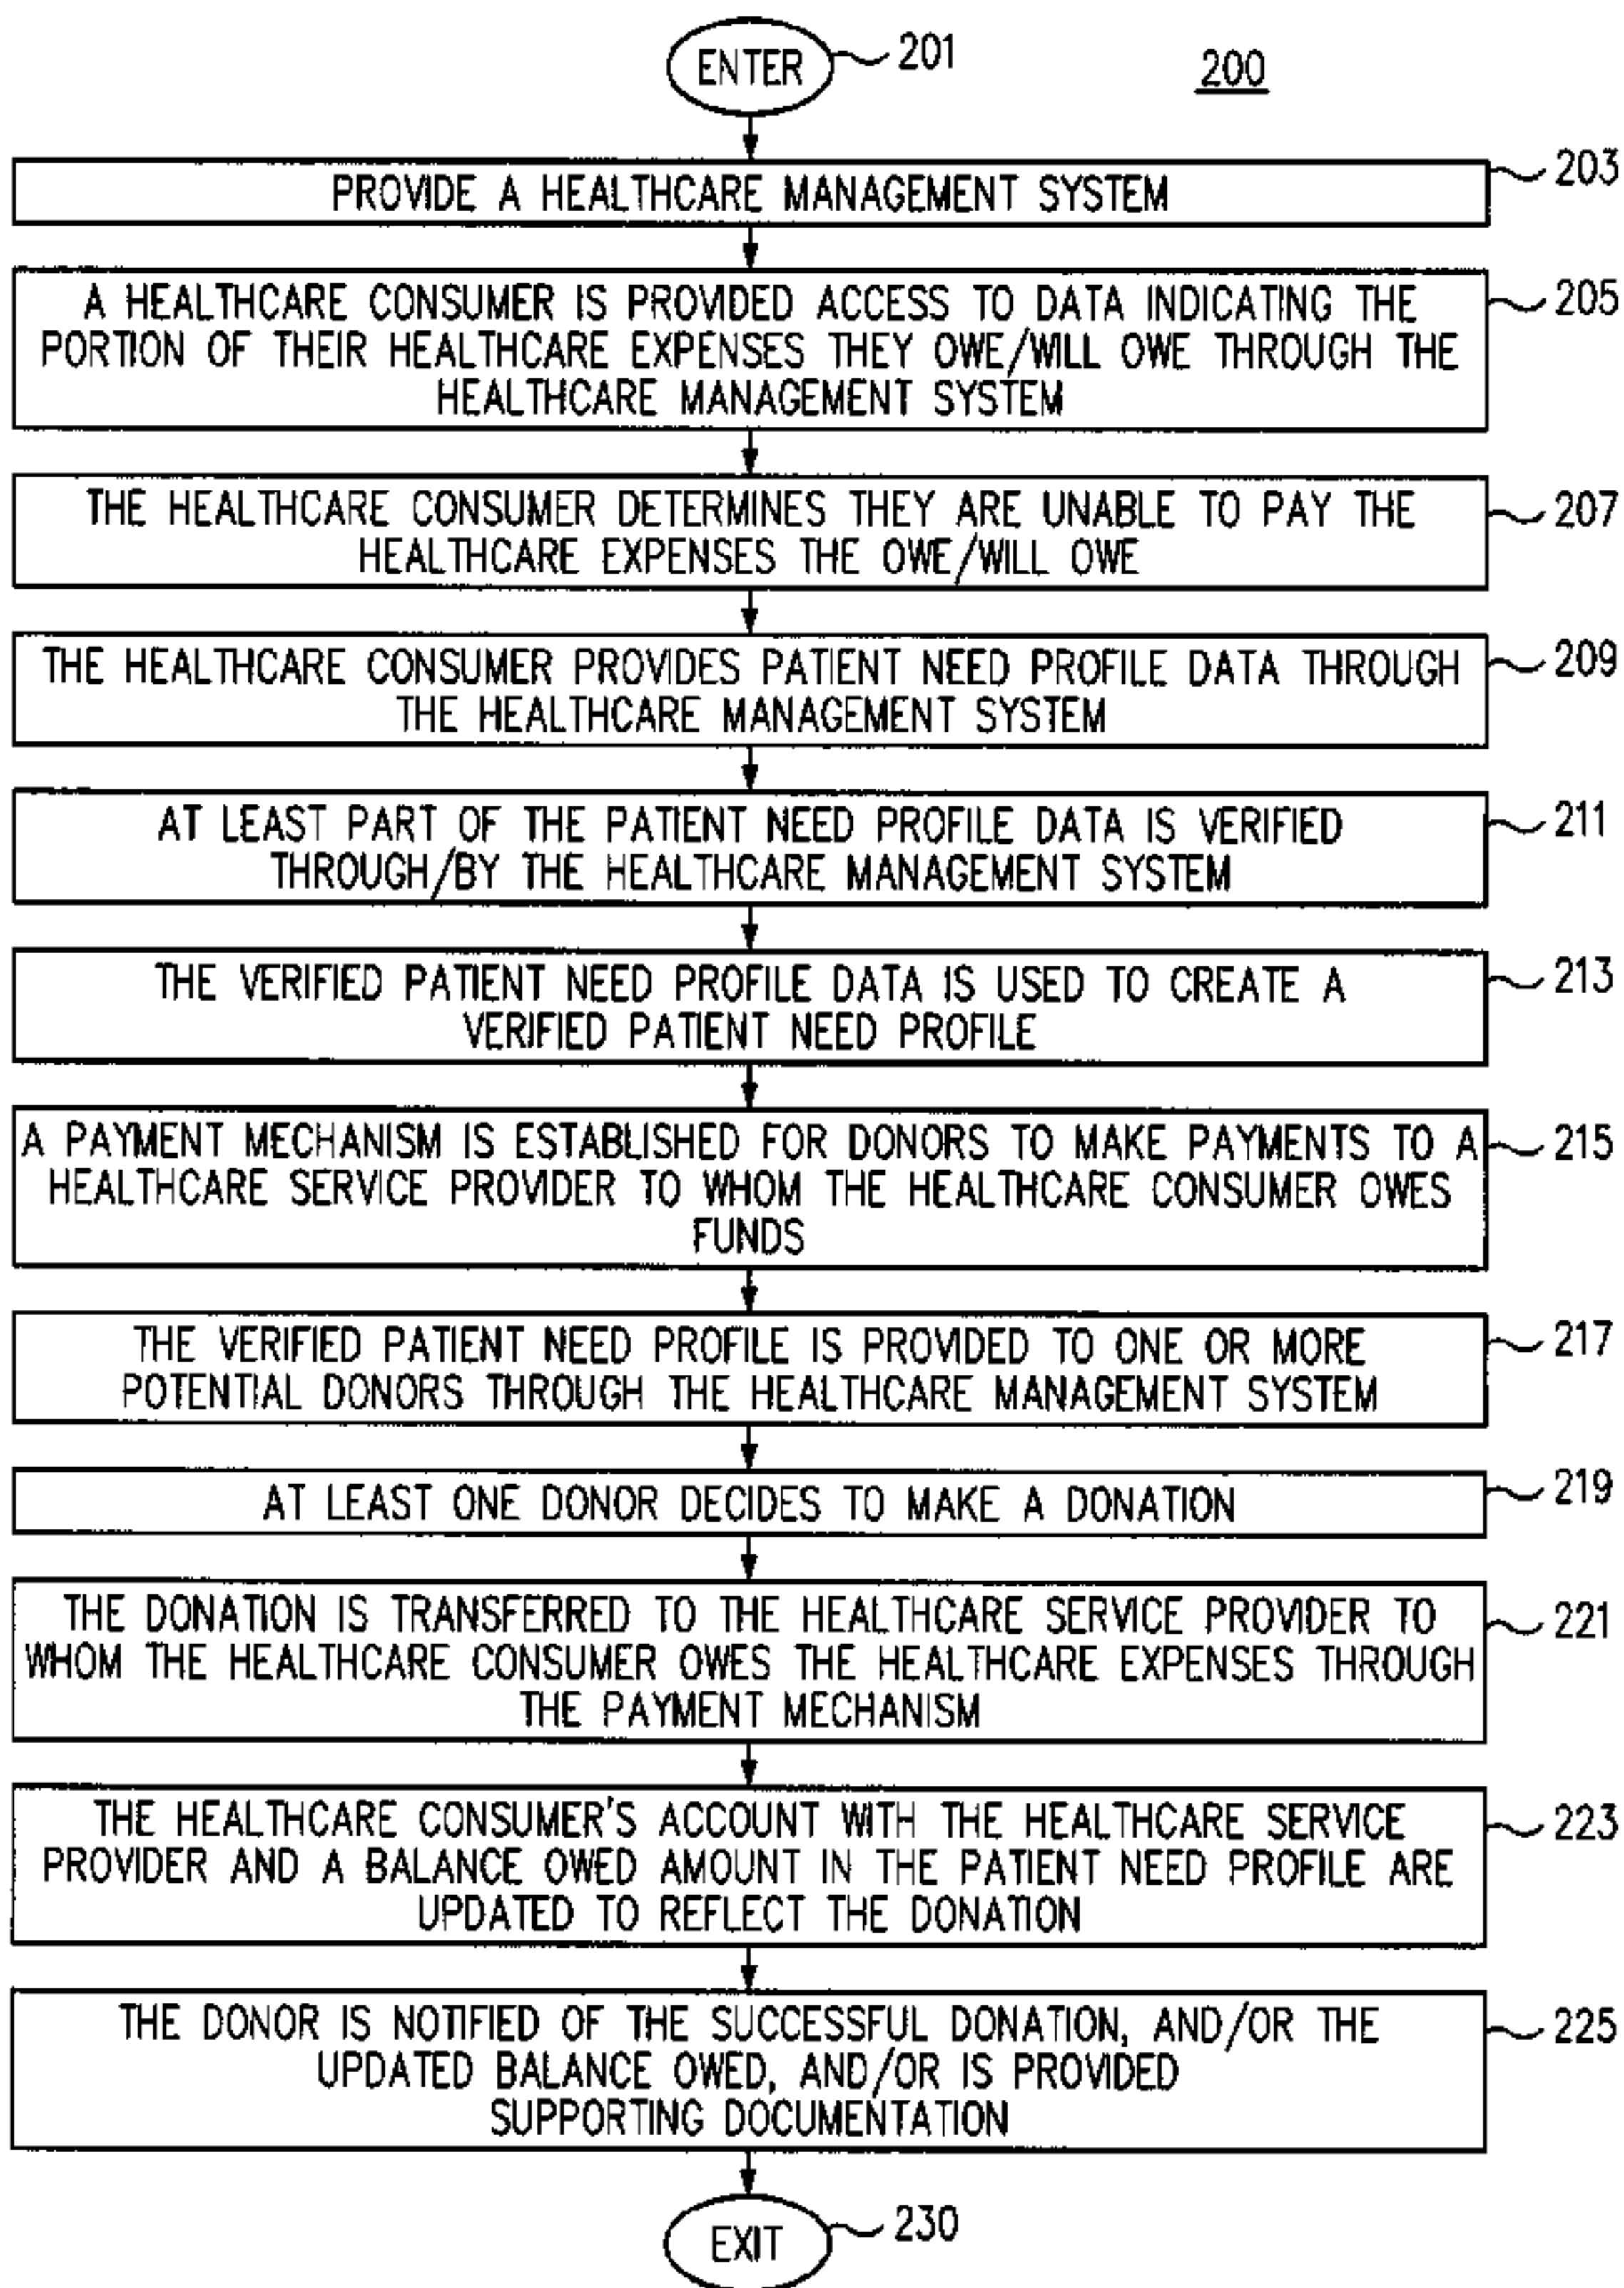 ENTER
201
200
PROVIDE A HEALTHCARE MANAGEMENT SYSTEM
203
A HEALTHCARE CONSUMER IS PROVIDED ACCESS TO DATA INDICATING THE
PORTION OF THEIR HEALTHCARE EXPENSES THEY OWE/WILL OWE THROUGH THE
HEALTHCARE MANAGEMENT SYSTEM
205
THE HEALTHCARE CONSUMER DETERMINES THEY ARE UNABLE TO PAY THE
HEALTHCARE EXPENSES THE OWE/WILL OWE
207
THE HEALTHCARE CONSUMER PROVIDES PATIENT NEED PROFILE DATA THROUGH
THE HEALTHCARE MANAGEMENT SYSTEM
209
AT LEAST PART OF THE PATIENT NEED PROFILE DATA IS VERIFIED
THROUGH/BY THE HEALTHCARE MANAGEMENT SYSTEM
211
THE VERIFIED PATIENT NEED PROFILE DATA IS USED TO CREATE A
VERIFIED PATIENT NEED PROFILE
213
A PAYMENT MECHANISM IS ESTABLISHED FOR DONORS TO MAKE PAYMENTS TO A
HEALTHCARE SERVICE PROVIDER TO WHOM THE HEALTHCARE CONSUMER OWES
FUNDS
215
THE VERIFIED PATIENT NEED PROFILE IS PROVIDED TO ONE OR MORE
POTENTIAL DONORS THROUGH THE HEALTHCARE MANAGEMENT SYSTEM
217
AT LEAST ONE DONOR DECIDES TO MAKE A DONATION
219
THE DONATION IS TRANSFERRED TO THE HEALTHCARE SERVICE PROVIDER TO
WHOM THE HEALTHCARE CONSUMER OWES THE HEALTHCARE EXPENSES THROUGH
THE PAYMENT MECHANISM
221
THE HEALTHCARE CONSUMER'S ACCOUNT WITH THE HEALTHCARE SERVICE
PROVIDER AND A BALANCE OWED AMOUNT IN THE PATIENT NEED PROFILE ARE
UPDATED TO REFLECT THE DONATION
223
THE DONOR IS NOTIFIED OF THE SUCCESSFUL DONATION, AND/OR THE
UPDATED BALANCE OWED, AND/OR IS PROVIDED
SUPPORTING DOCUMENTATION
225
EXIT
230